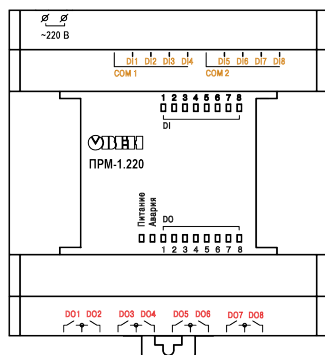 ~220 В
DI1 DI2 DI3 DI4 DI5 DI6 DI7 DI8
COM 1 COM 2
1 2 3 4 5 6 7 8
DI
ОВЕН
ПРМ-1.220
Питание
Авария
DO
1 2 3 4 5 6 7 8
DO1 DO2 DO3 DO4 DO5 DO6 DO7 DO8